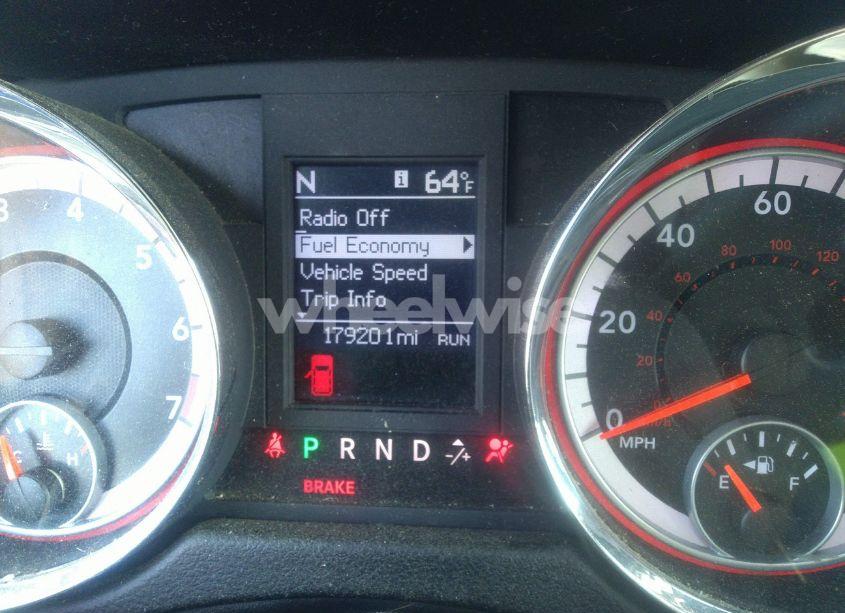 N i 64°F
Radio Off
Fuel Economy
Vehicle Speed
Trip Info
179201mi RUN
P R N D -/+
BRAKE
3 4 5 6 7
C H
0 20 40 60
20 40 60 80 100 120
MPH
E F
wheelwise